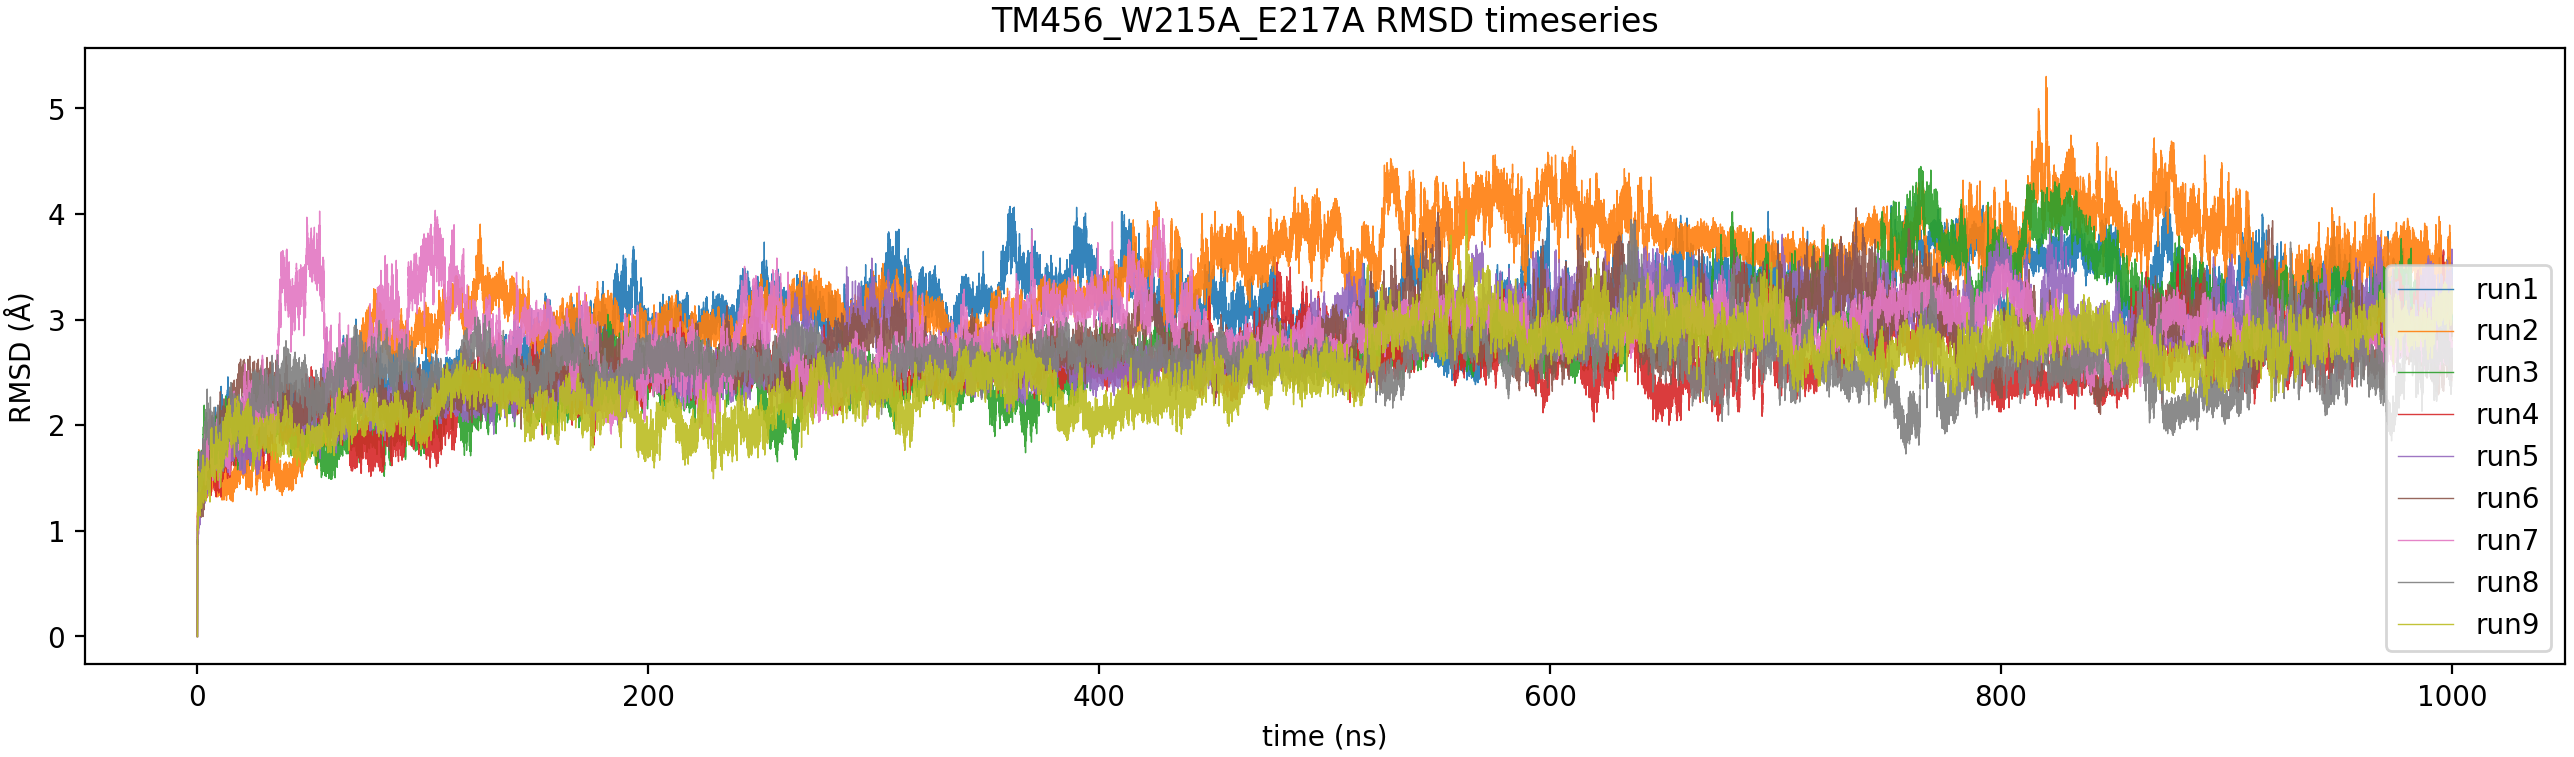 TM456_W215A_E217A RMSD timeseries
RMSD (Å)
5
4
3
2
1
0
0 200 400 600 800 1000
time (ns)
run1
run2
run3
run4
run5
run6
run7
run8
run9